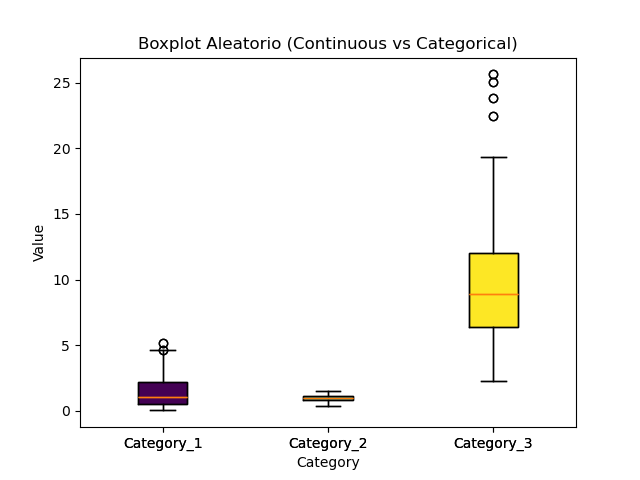 Boxplot Aleatorio (Continuous vs Categorical)
25
20
15
10
5
0
Value
Category_1
Category_2
Category_3
Category